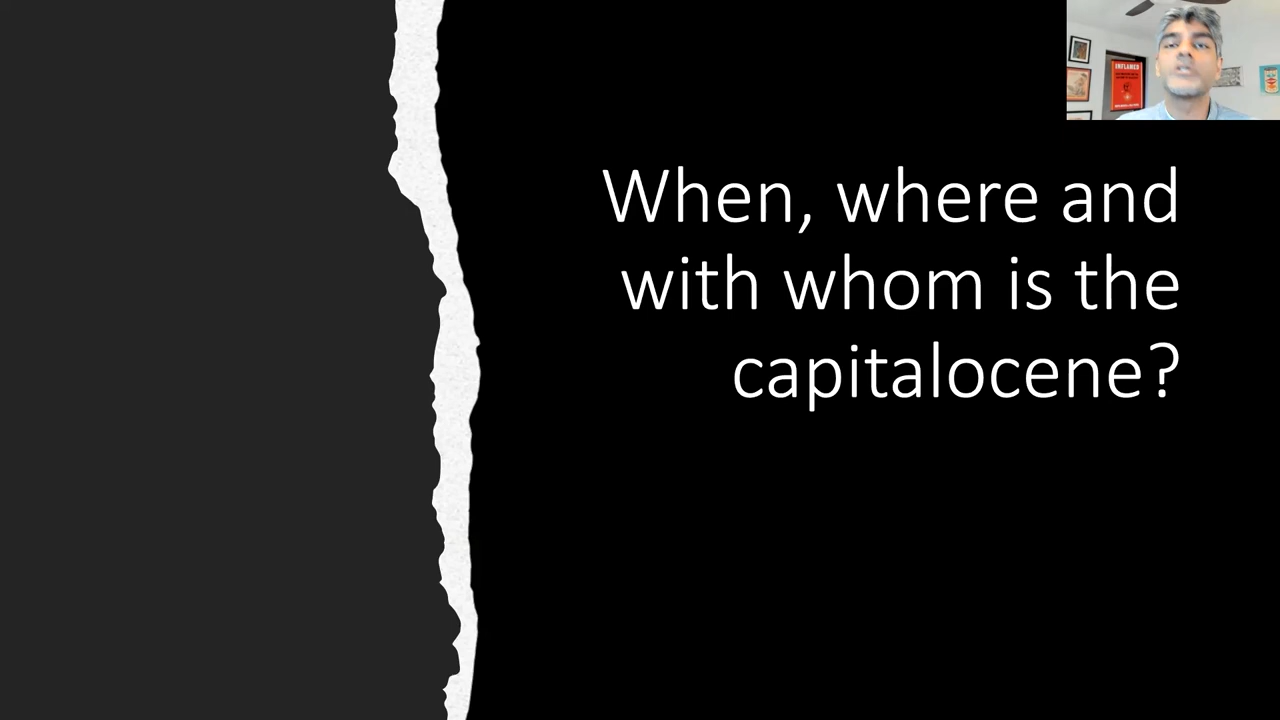 When, where and
with whom is the
capitalocene?
INFLAMED